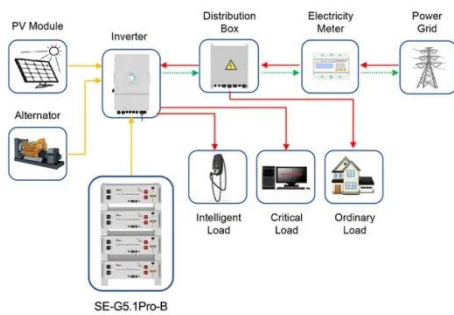 PV Module
Inverter
Distribution
Box
Electricity
Meter
Power
Grid
Alternator
Intelligent
Load
Critical
Load
Ordinary
Load
SE-G5.1Pro-B